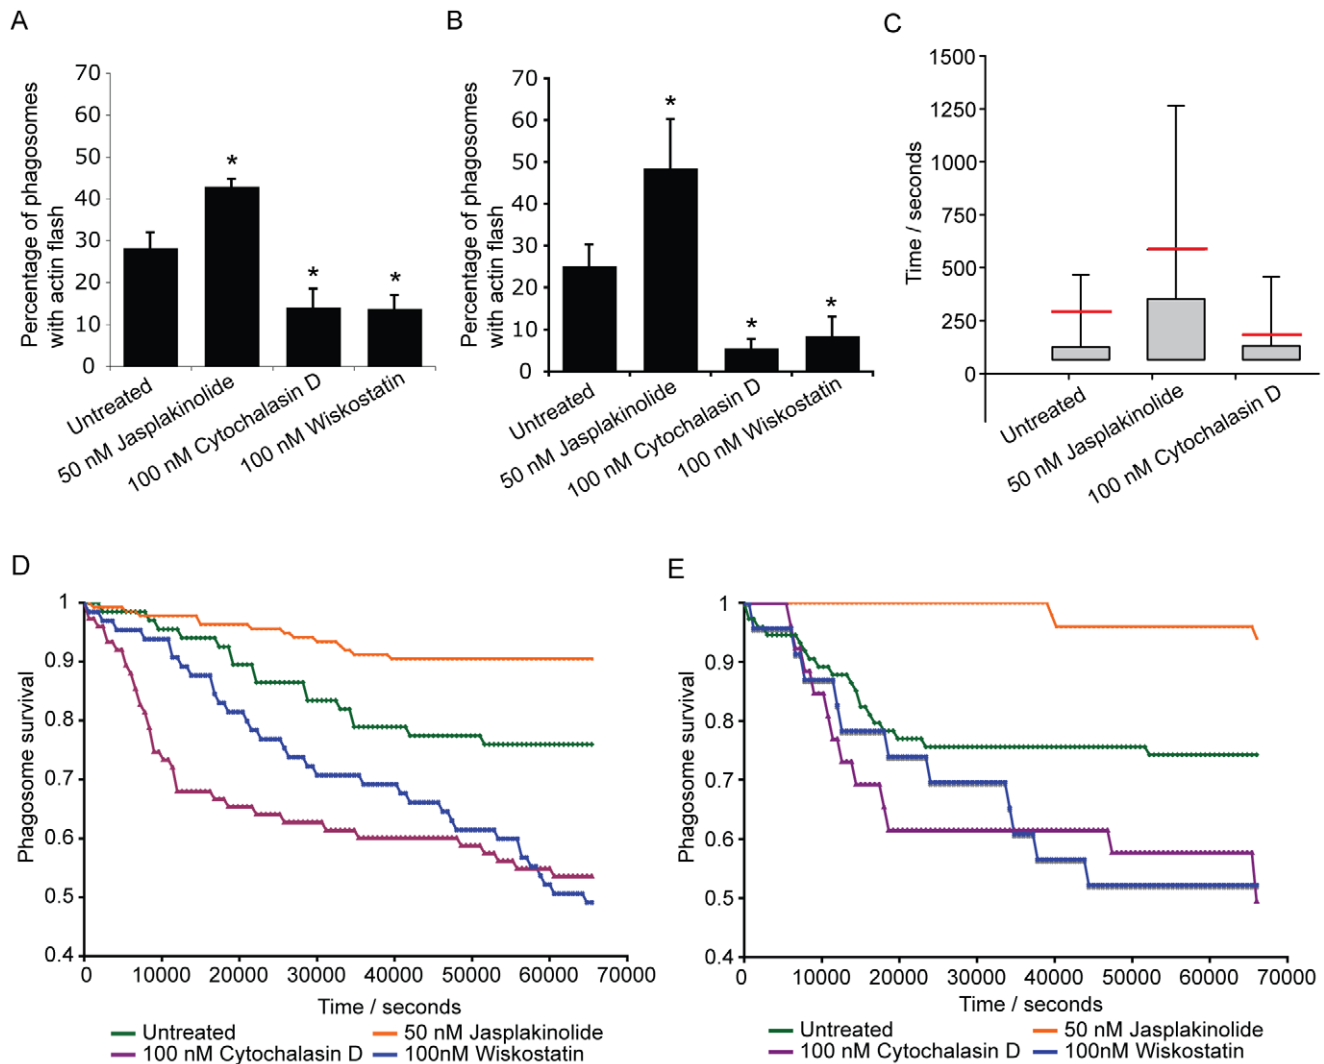 A
Percentage of phagosomes
with actin flash
70
60
50
40
30
20
10
0
*
*
*
Untreated
50 nM Jasplakinolide
100 nM Cytochalasin D
100 nM Wiskostatin
B
Percentage of phagosomes
with actin flash
70
60
50
40
30
20
10
0
*
*
*
Untreated
50 nM Jasplakinolide
100 nM Cytochalasin D
100 nM Wiskostatin
C
Time / seconds
1500
1250
1000
750
500
250
0
Untreated
50 nM Jasplakinolide
100 nM Cytochalasin D
D
Phagosome survival
1
0.9
0.8
0.7
0.6
0.5
0.4
0 10000 20000 30000 40000 50000 60000 70000
Time / seconds
Untreated 50 nM Jasplakinolide
100 nM Cytochalasin D 100nM Wiskostatin
E
Phagosome survival
1
0.9
0.8
0.7
0.6
0.5
0.4
0 10000 20000 30000 40000 50000 60000 70000
Time / seconds
Untreated 50 nM Jasplakinolide
100 nM Cytochalasin D 100nM Wiskostatin